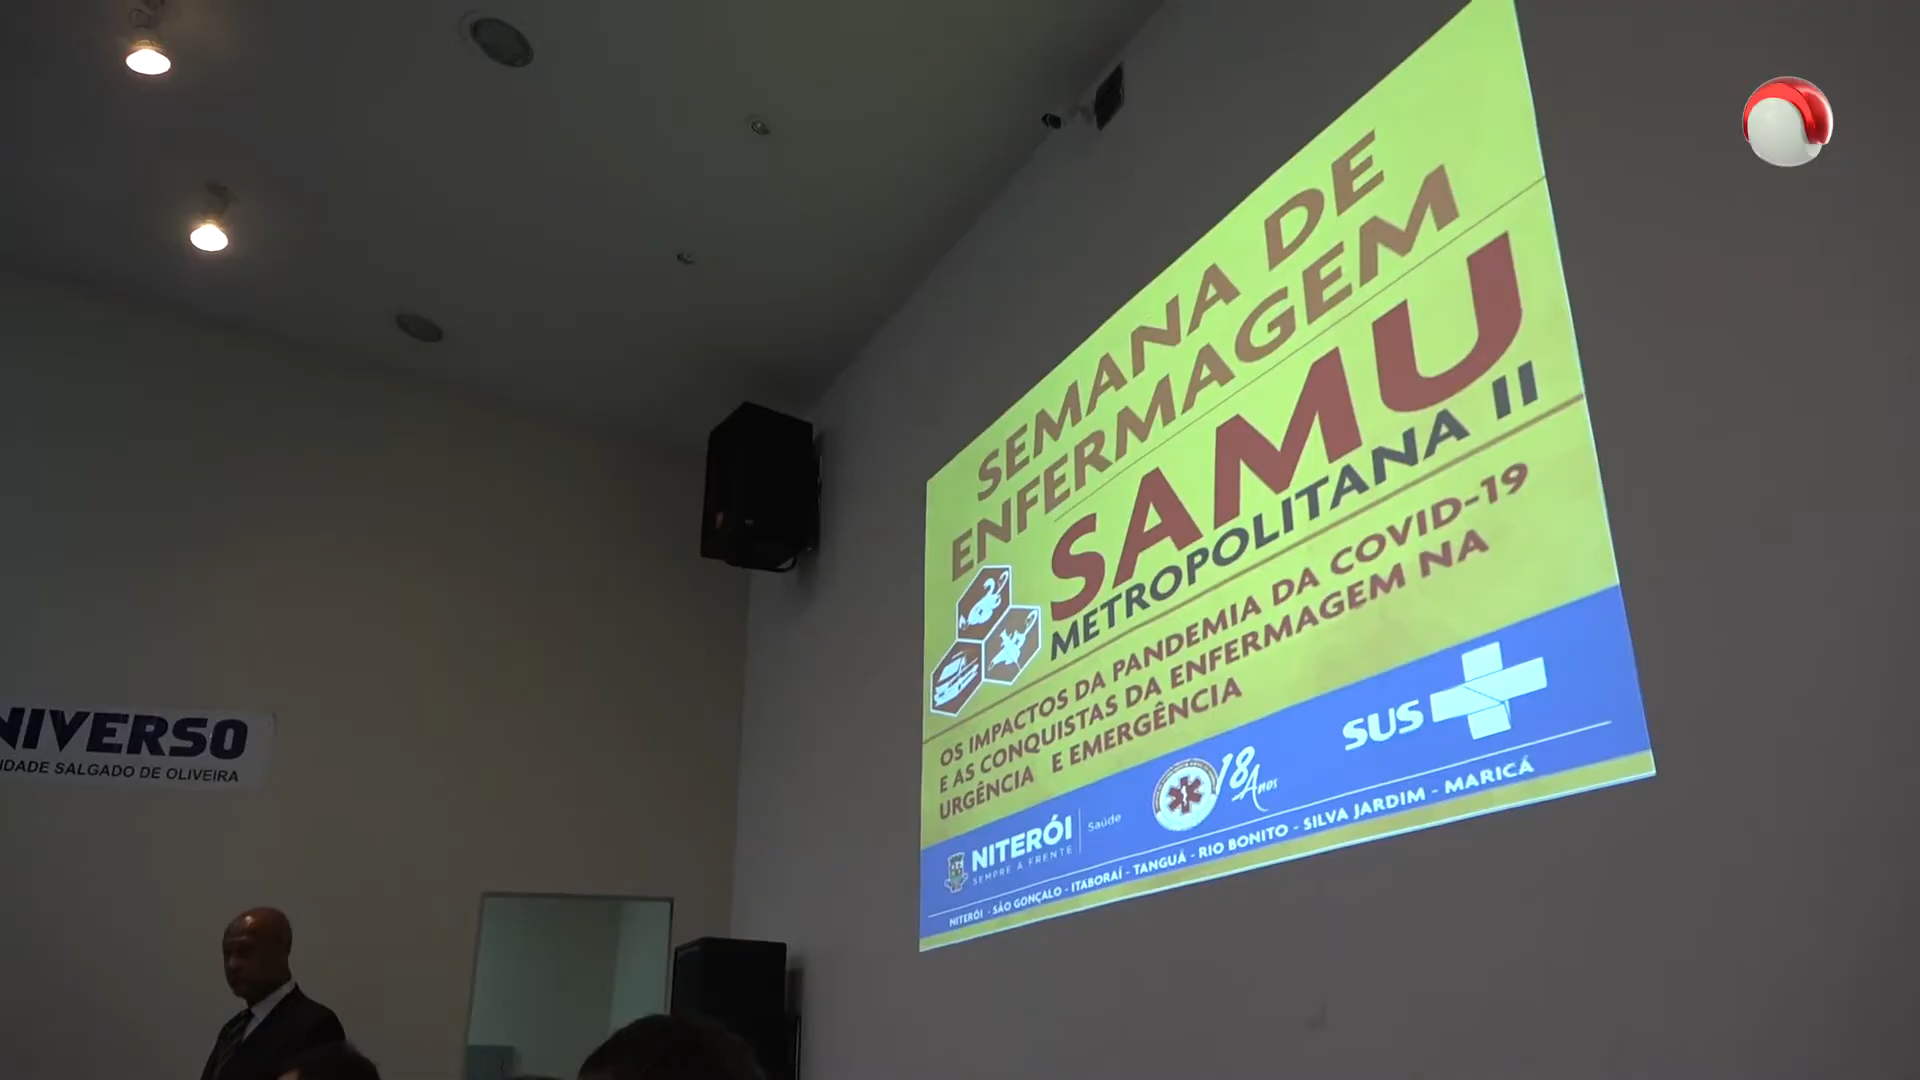 SEMANA DE
ENFERMAGEM
SAMU
METROPOLITANA II
OS IMPACTOS DA PANDEMIA DA COVID-19
E AS CONQUISTAS DA ENFERMAGEM NA
URGÊNCIA E EMERGÊNCIA
NITERÓI
SEMPRE À FRENTE
Saúde
18 Anos
SUS
NITERÓI - SÃO GONÇALO - ITABORAÍ - TANGUÁ - RIO BONITO - SILVA JARDIM - MARICÁ
NIVERSO
IDADE SALGADO DE OLIVEIRA